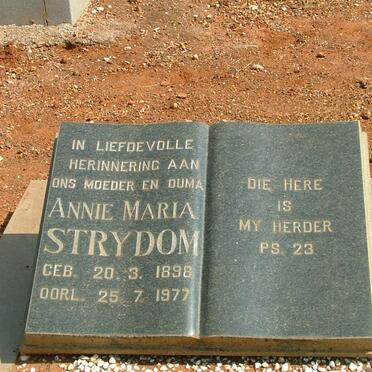 IN LIEFDEVOLLE
HERINNERING AAN
ONS MOEDER EN OUMA
ANNIE MARIA
STRYDOM
GEB. 20. 3. 1898
OORL. 25. 7. 1977
DIE HERE
IS
MY HERDER
PS. 23